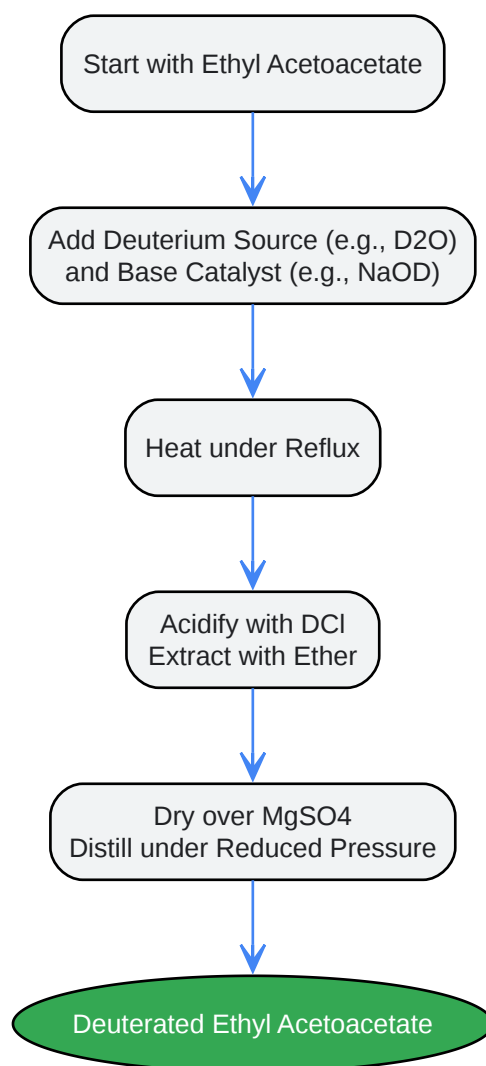 Start with Ethyl Acetoacetate
Add Deuterium Source (e.g., D2O)
and Base Catalyst (e.g., NaOD)
Heat under Reflux
Acidify with DCl
Extract with Ether
Dry over MgSO4
Distill under Reduced Pressure
Deuterated Ethyl Acetoacetate